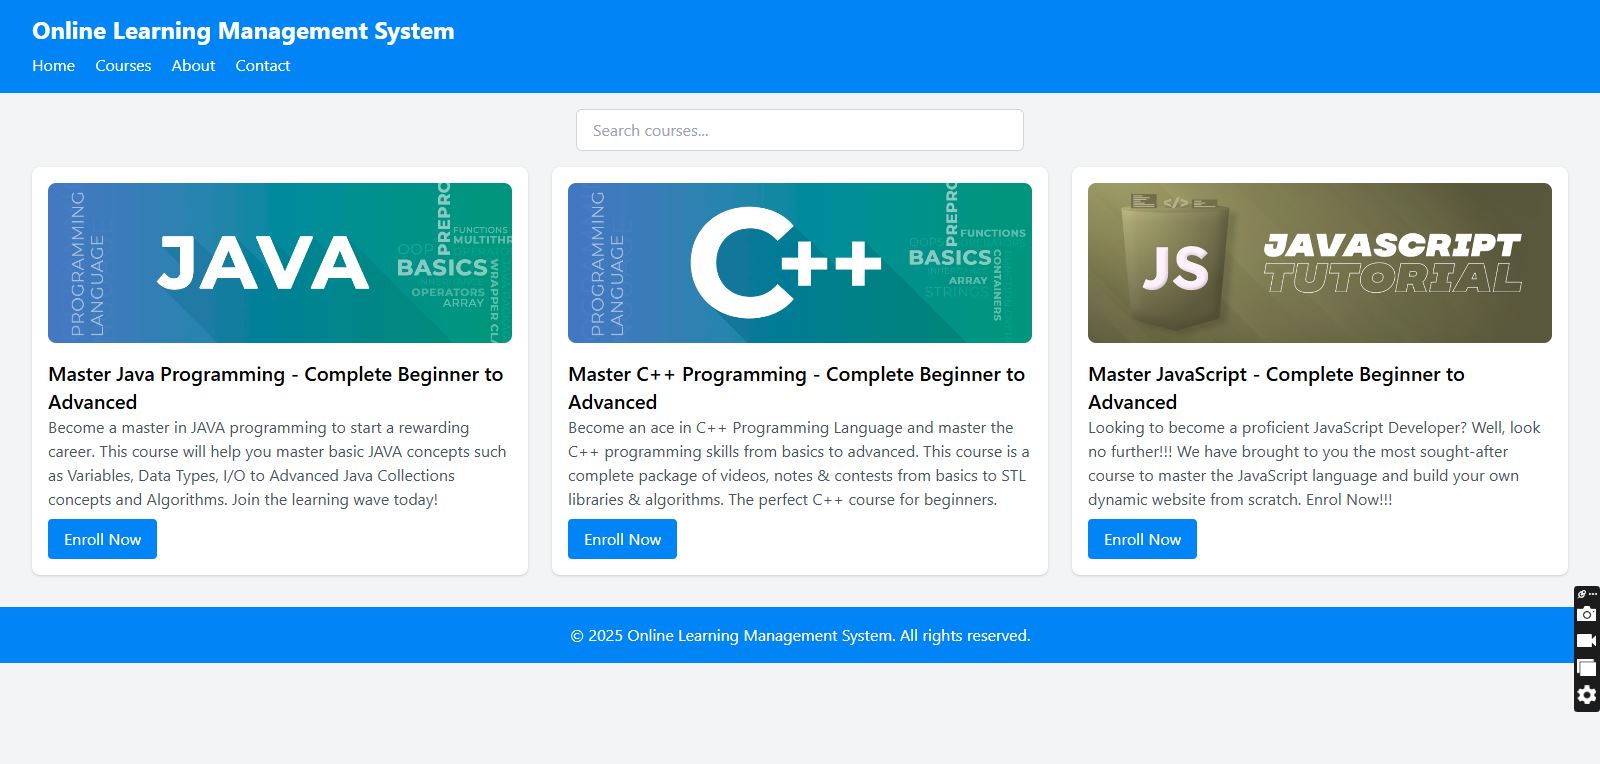 Online Learning Management System
Home Courses About Contact
Search courses...
PROGRAMMING
LANGUAGE
JAVA
PREPRO
FUNCTIONS
MULTITHR
OOP
BASICS
OPERATORS
ARRAY
WRAPPER CLA
Master Java Programming - Complete Beginner to
Advanced
Become a master in JAVA programming to start a rewarding
career. This course will help you master basic JAVA concepts such
as Variables, Data Types, I/O to Advanced Java Collections
concepts and Algorithms. Join the learning wave today!
Enroll Now
PROGRAMMING
LANGUAGE
C++
PREPRO
FUNCTIONS
OOPS
BASICS
INHERITANCE
ARRAY
STRINGS
CONTAINERS
Master C++ Programming - Complete Beginner to
Advanced
Become an ace in C++ Programming Language and master the
C++ programming skills from basics to advanced. This course is a
complete package of videos, notes & contests from basics to STL
libraries & algorithms. The perfect C++ course for beginners.
Enroll Now
</>
JS
JAVASCRIPT
TUTORIAL
Master JavaScript - Complete Beginner to
Advanced
Looking to become a proficient JavaScript Developer? Well, look
no further!!! We have brought to you the most sought-after
course to master the JavaScript language and build your own
dynamic website from scratch. Enrol Now!!!
Enroll Now
© 2025 Online Learning Management System. All rights reserved.